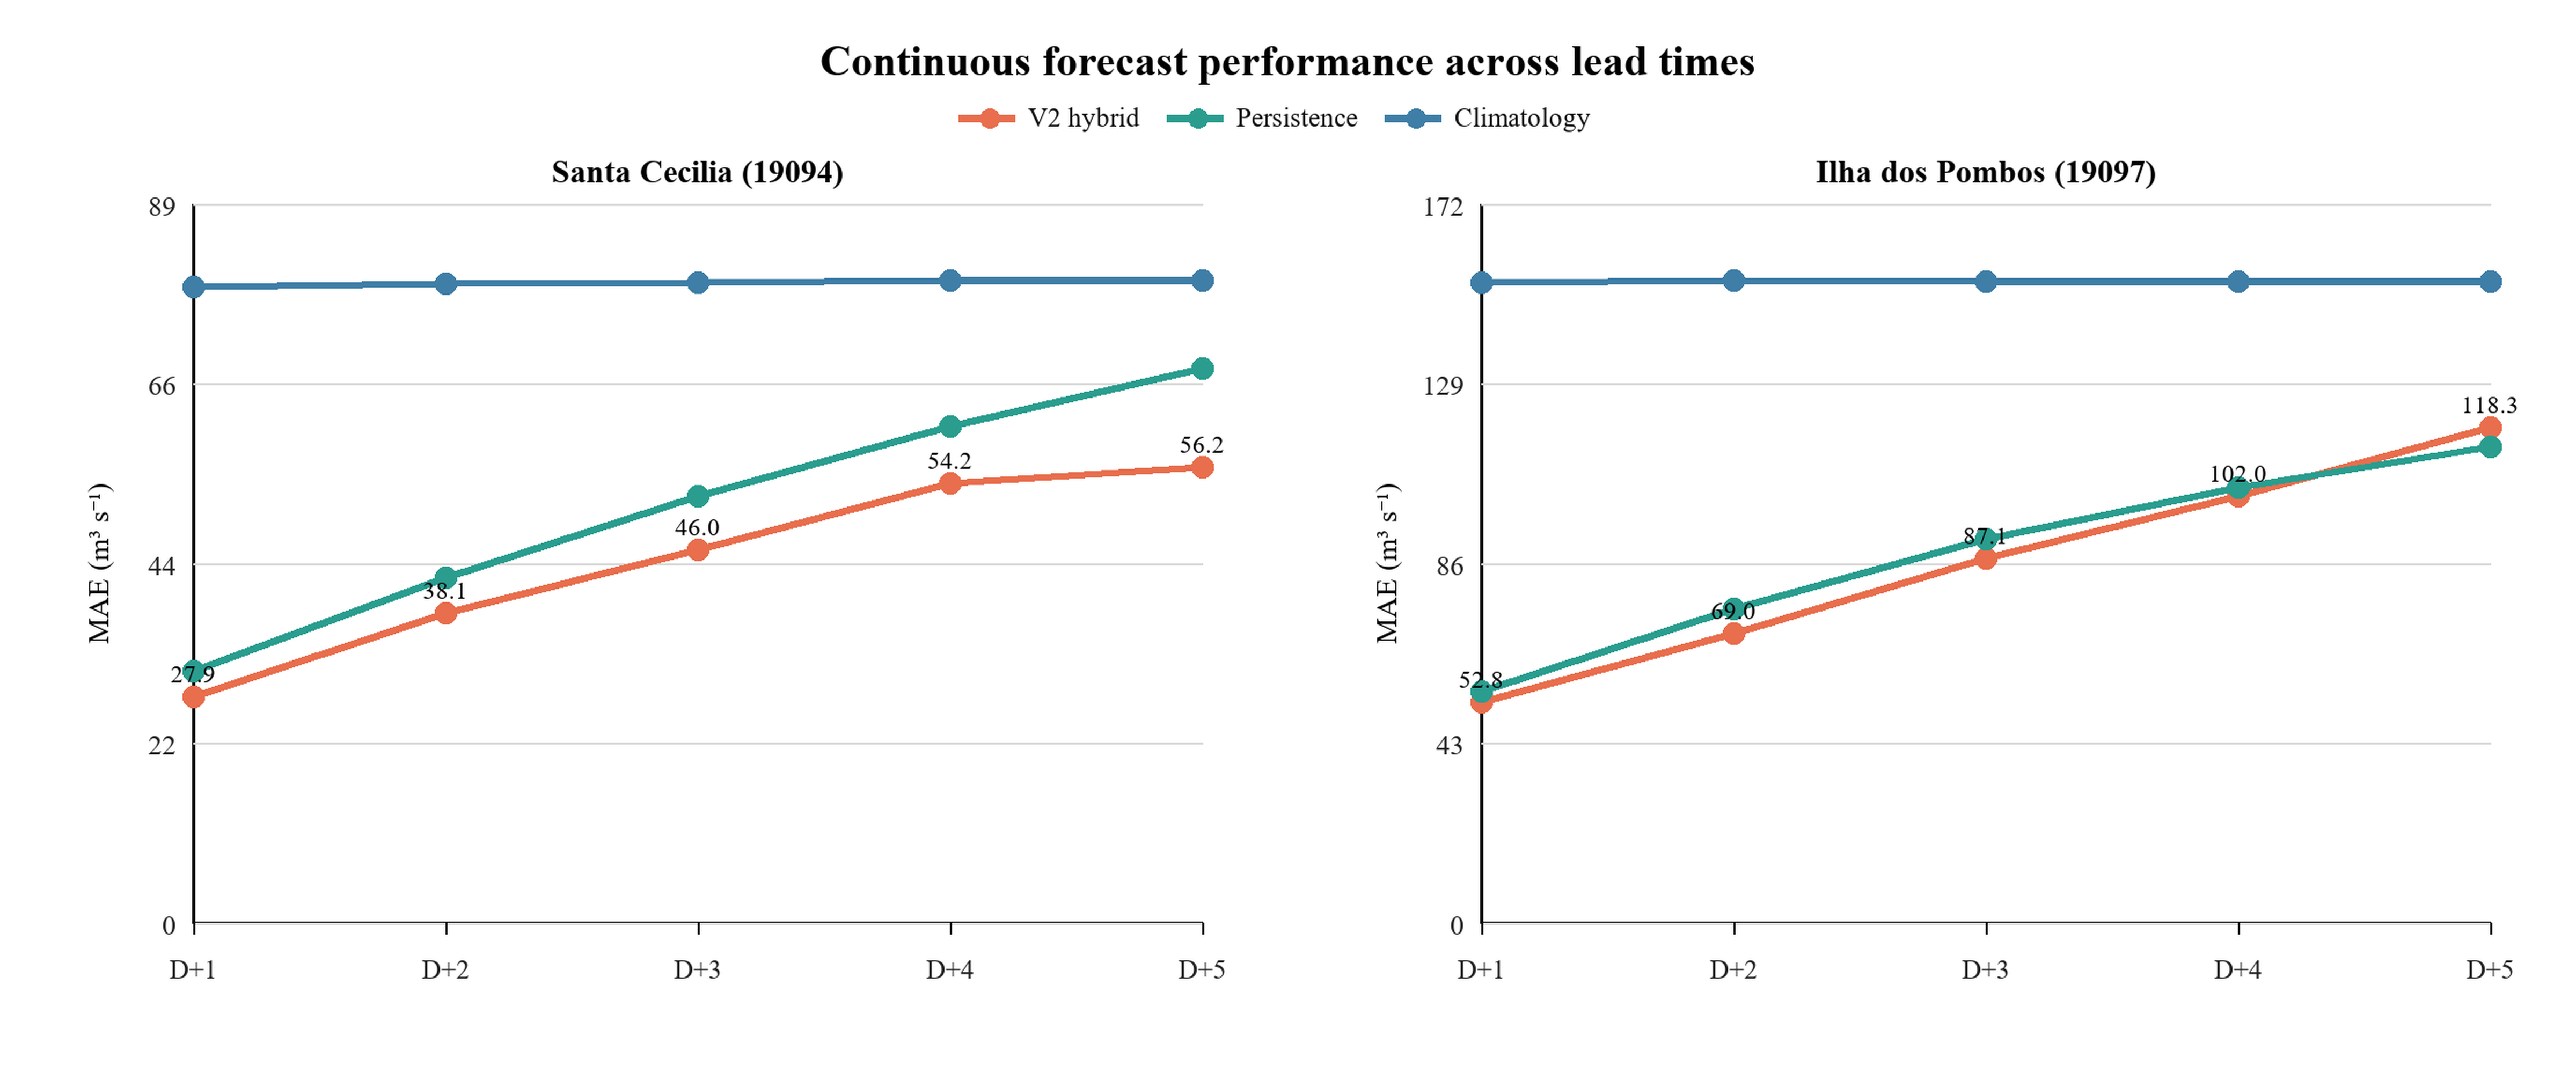 Continuous forecast performance across lead times
V2 hybrid Persistence Climatology
Santa Cecilia (19094)
89
66
44
22
0
MAE (m³ s⁻¹)
27.9
38.1
46.0
54.2
56.2
D+1 D+2 D+3 D+4 D+5
Ilha dos Pombos (19097)
172
129
86
43
0
MAE (m³ s⁻¹)
52.8
69.0
87.1
102.0
118.3
D+1 D+2 D+3 D+4 D+5